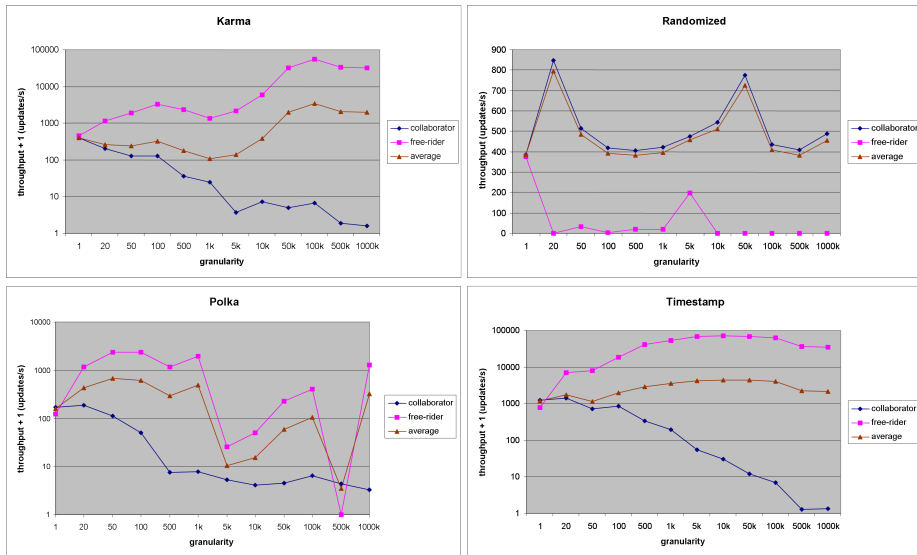 Karma
throughput + 1 (updates/s)
100000
10000
1000
100
10
1
1 20 50 100 500 1k 5k 10k 50k 100k 500k 1000k
granularity
collaborator
free-rider
average
Randomized
throughput (updates/s)
900
800
700
600
500
400
300
200
100
0
1 20 50 100 500 1k 5k 10k 50k 100k 500k 1000k
granularity
collaborator
free-rider
average
Polka
throughput + 1 (updates/s)
10000
1000
100
10
1
1 20 50 100 500 1k 5k 10k 50k 100k 500k 1000k
granularity
collaborator
free-rider
average
Timestamp
throughput + 1 (updates/s)
100000
10000
1000
100
10
1
1 20 50 100 500 1k 5k 10k 50k 100k 500k 1000k
granularity
collaborator
free-rider
average